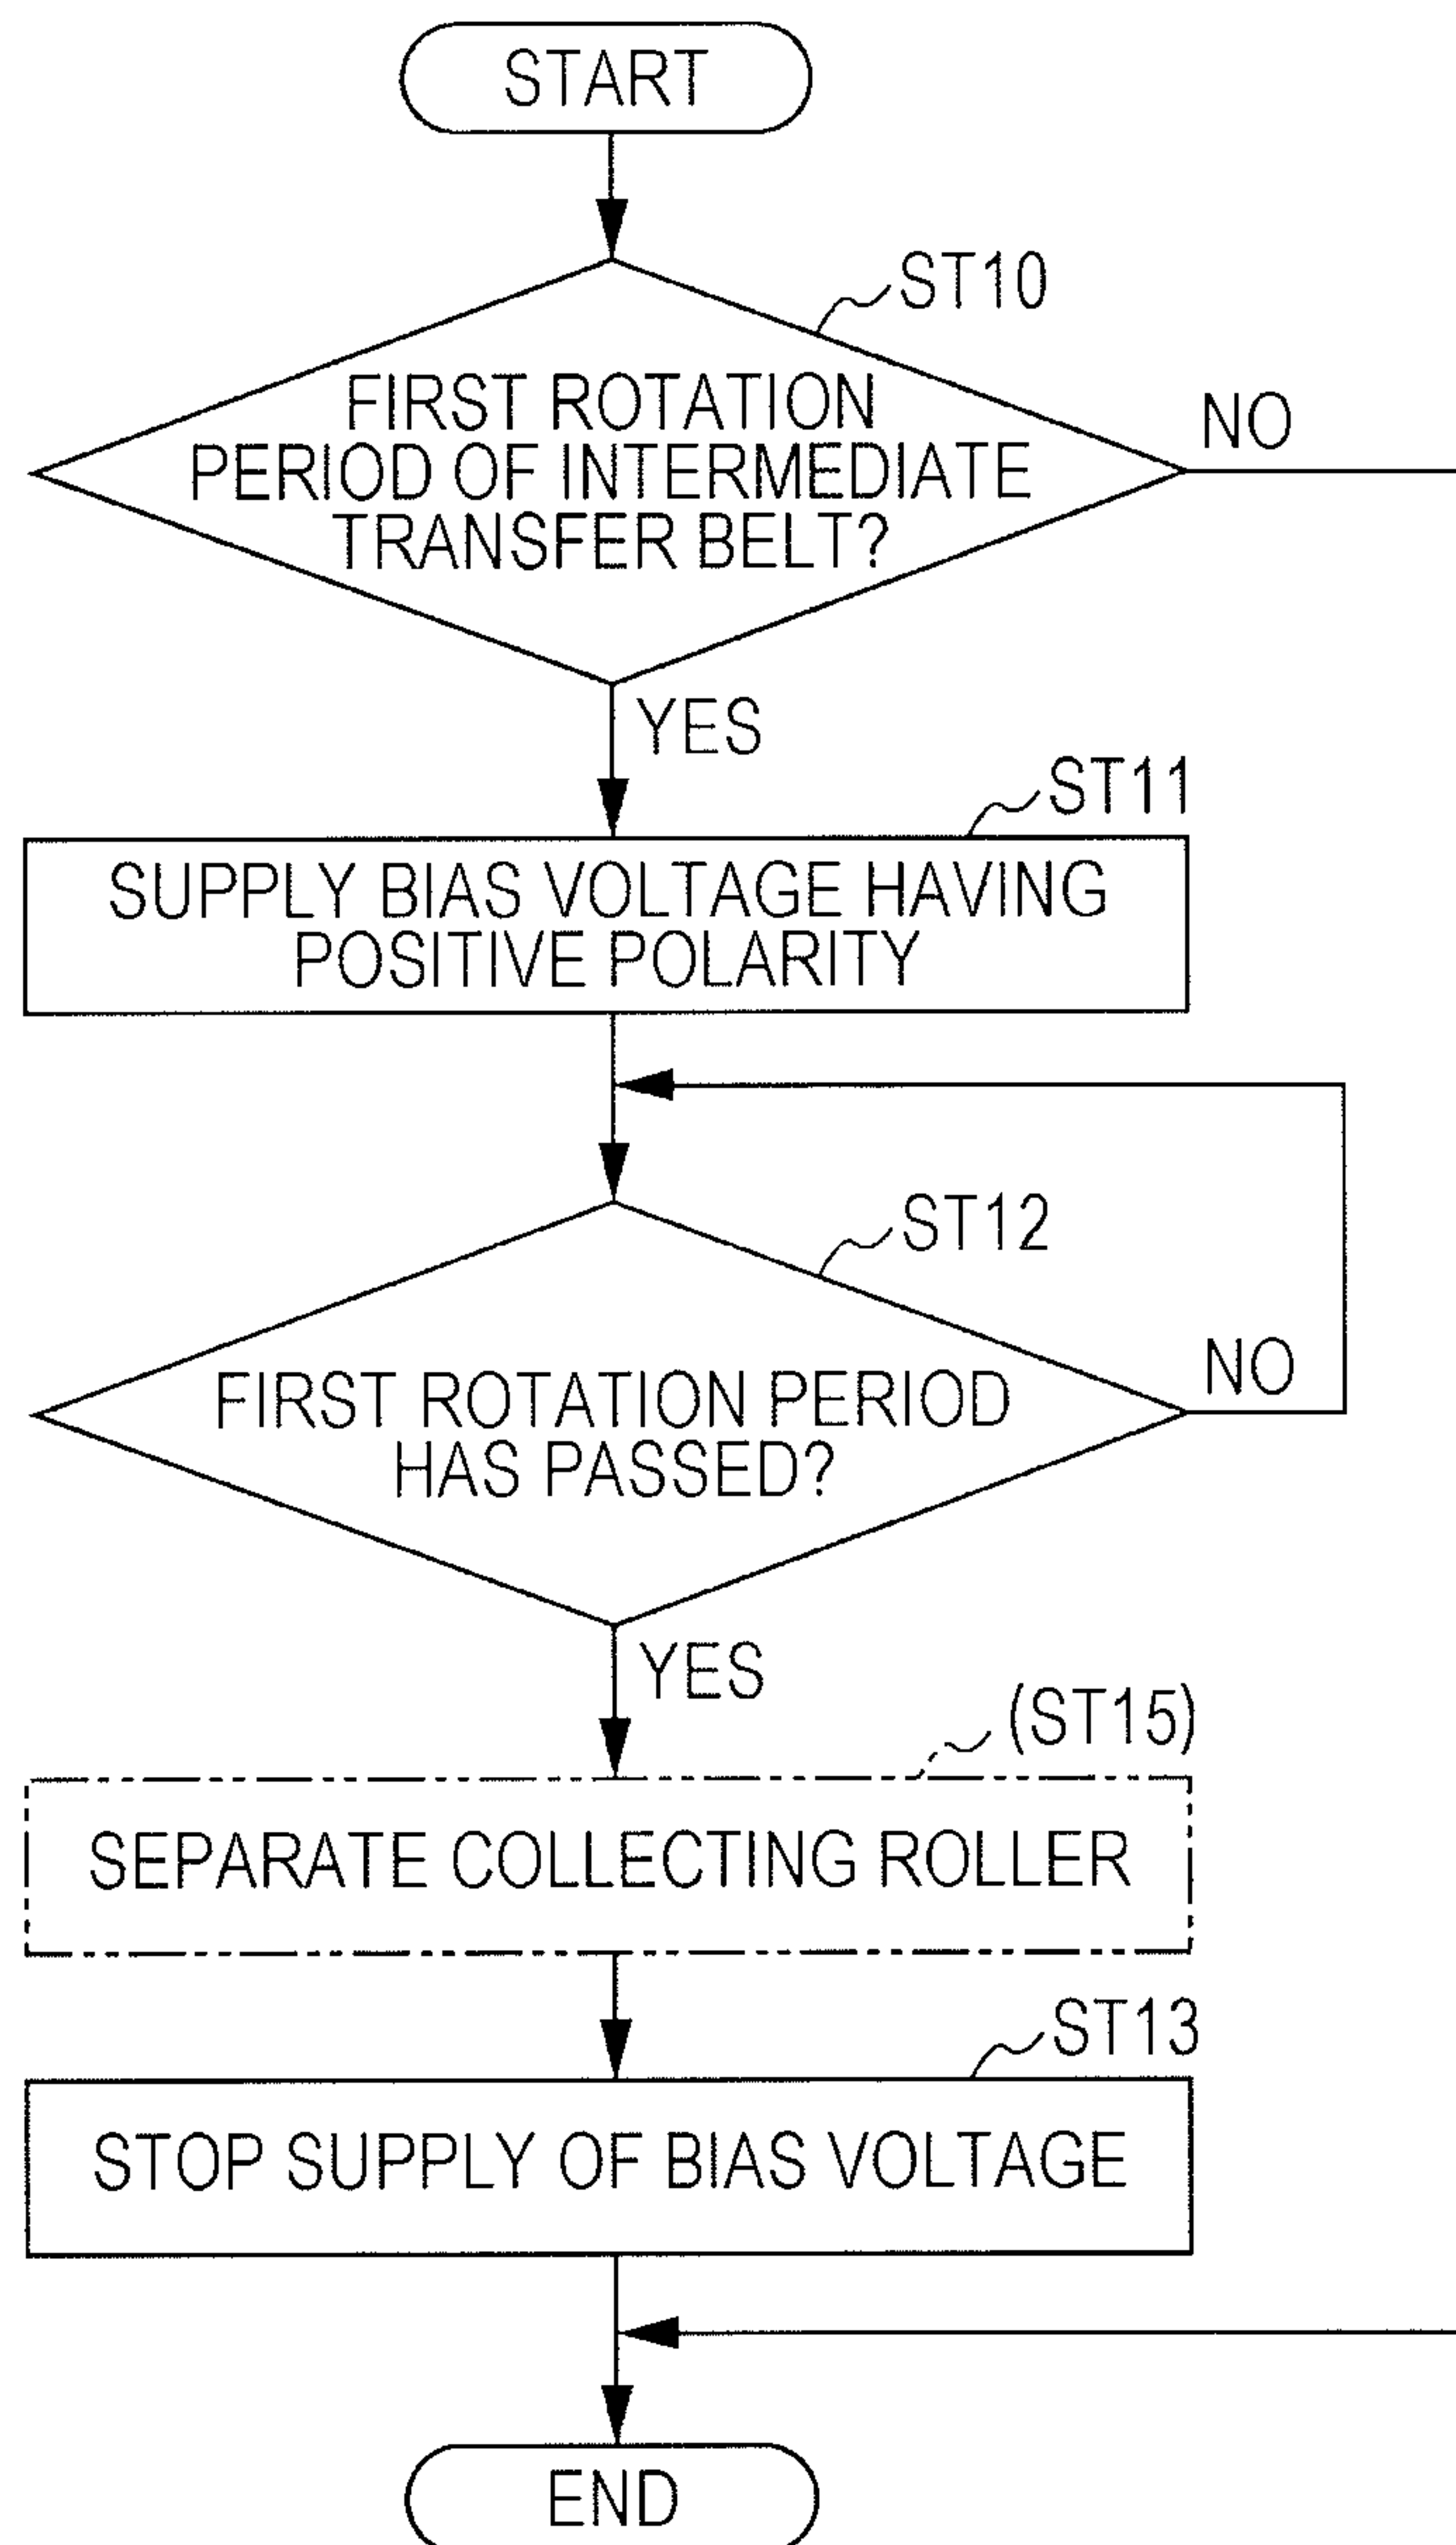 START
ST10
FIRST ROTATION
PERIOD OF INTERMEDIATE
TRANSFER BELT?
NO
YES
ST11
SUPPLY BIAS VOLTAGE HAVING
POSITIVE POLARITY
ST12
FIRST ROTATION PERIOD
HAS PASSED?
NO
YES
(ST15)
SEPARATE COLLECTING ROLLER
ST13
STOP SUPPLY OF BIAS VOLTAGE
END